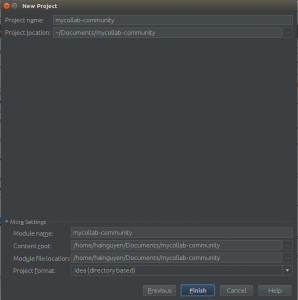 New Project
Project name: mycollab-community
Project location: ~/Documents/mycollab-community
More Settings
Module name: mycollab-community
Content root: /home/hainguyen/Documents/mycollab-community
Module file location: /home/hainguyen/Documents/mycollab-community
Project format: .idea (directory based)
Previous Finish Cancel Help